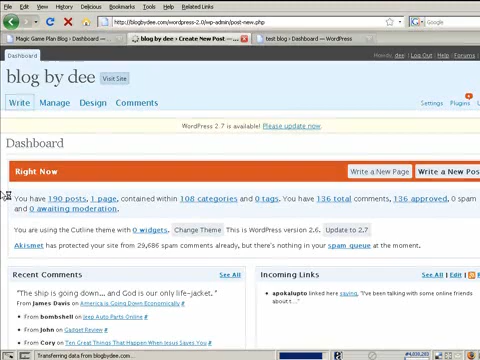 File Edit View History Bookmarks Tools Help Delicious
http://blogbydee.com/wordpress-2.0/wp-admin/post-new.php
Magic Game Plan Blog › Dashboard —... blog by dee › Create New Post —... test blog › Dashboard — WordPress
Dashboard
Howdy, dee! | Log Out | Help | Forums
blog by dee Visit Site
Write Manage Design Comments
Settings Plugins
WordPress 2.7 is available! Please update now.
Dashboard
Right Now Write a New Page Write a New Pos
You have 190 posts, 1 page, contained within 108 categories and 0 tags. You have 136 total comments, 136 approved, 0 spam
and 0 awaiting moderation.
You are using the Cutline theme with 0 widgets. Change Theme This is WordPress version 2.6. Update to 2.7
Akismet has protected your site from 29,686 spam comments already, but there's nothing in your spam queue at the moment.
Recent Comments See All
"The ship is going down... and God is our only life-jacket. "
From James Davis on America is Going Down Economically #
• From bombshell on Jeep Auto Parts Online #
• From John on Gadget Review #
• From Cory on Ten Great Things That Happen When Jesus Saves You #
Incoming Links See All | Edit |
• apokalupto linked here saying, "I've been talking with some online friends
about t ..."
Transferring data from blogbydee.com...